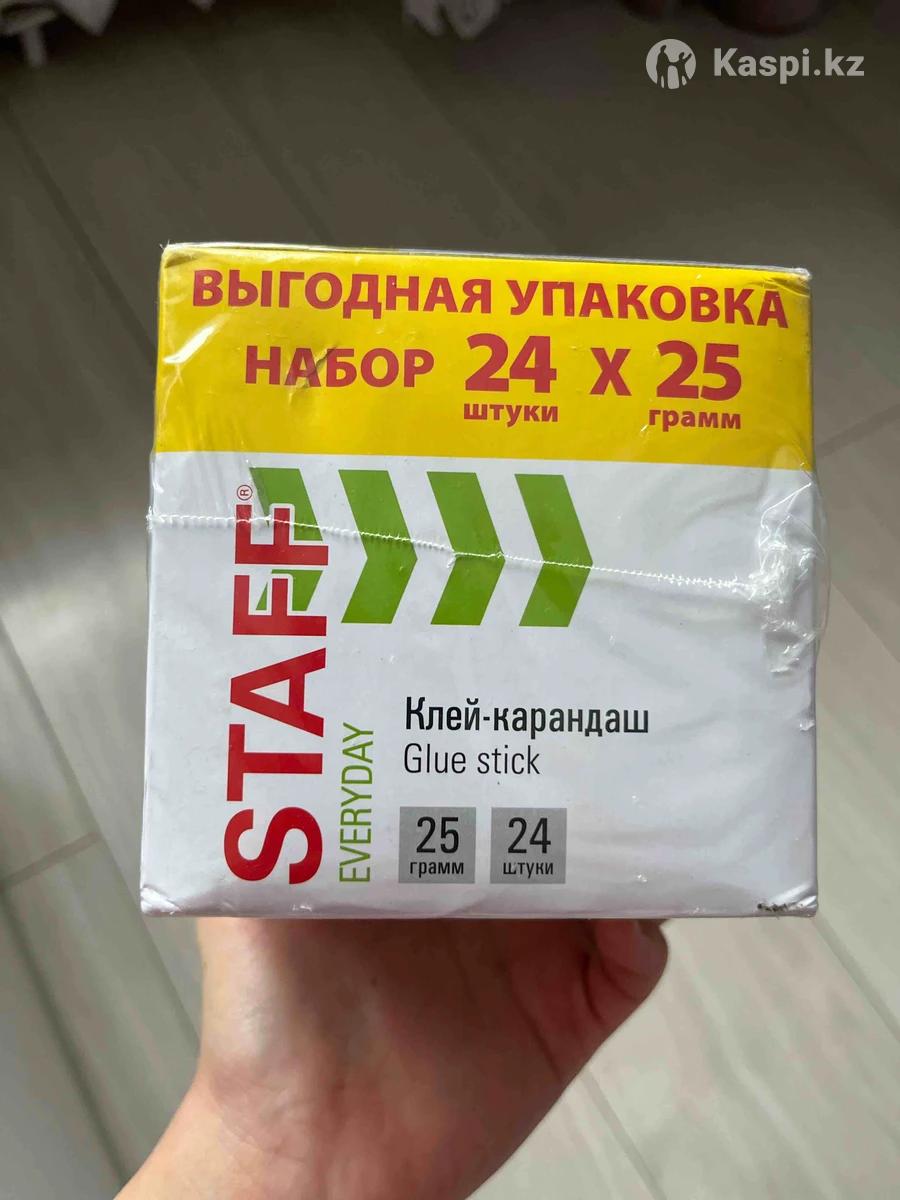 Kaspi.kz
ВЫГОДНАЯ УПАКОВКА
НАБОР 24 X 25
штуки грамм
STAFF®
EVERYDAY
Клей-карандаш
Glue stick
25 24
грамм штуки